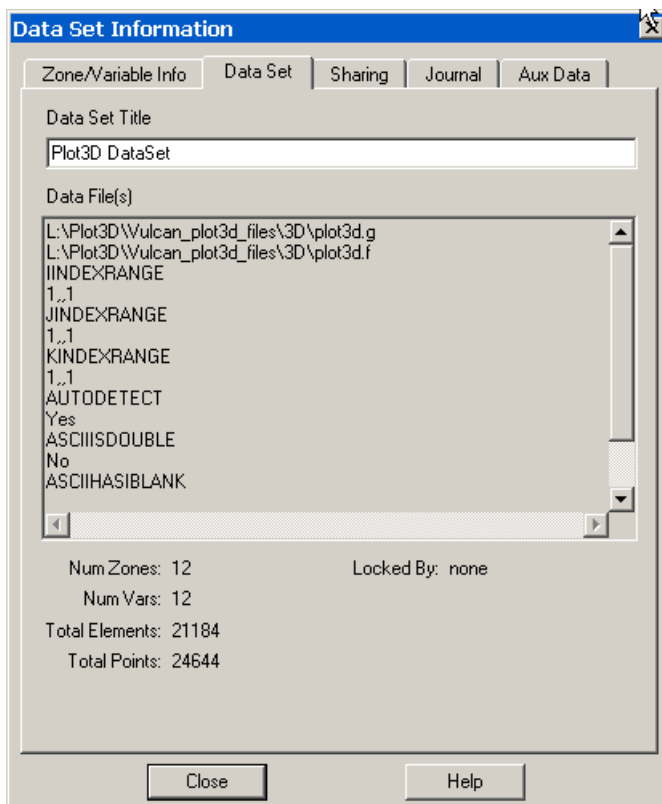 Data Set Information
Zone/Variable Info Data Set Sharing Journal Aux Data
Data Set Title
Plot3D DataSet
Data File(s)
L:\Plot3D\Vulcan_plot3d_files\3D\plot3d.g
L:\Plot3D\Vulcan_plot3d_files\3D\plot3d.f
IINDEXRANGE
1,,1
JINDEXRANGE
1,,1
KINDEXRANGE
1,,1
AUTODETECT
Yes
ASCIIISDOUBLE
No
ASCIIHASIBLANK
Num Zones: 12 Locked By: none
Num Vars: 12
Total Elements: 21184
Total Points: 24644
Close Help